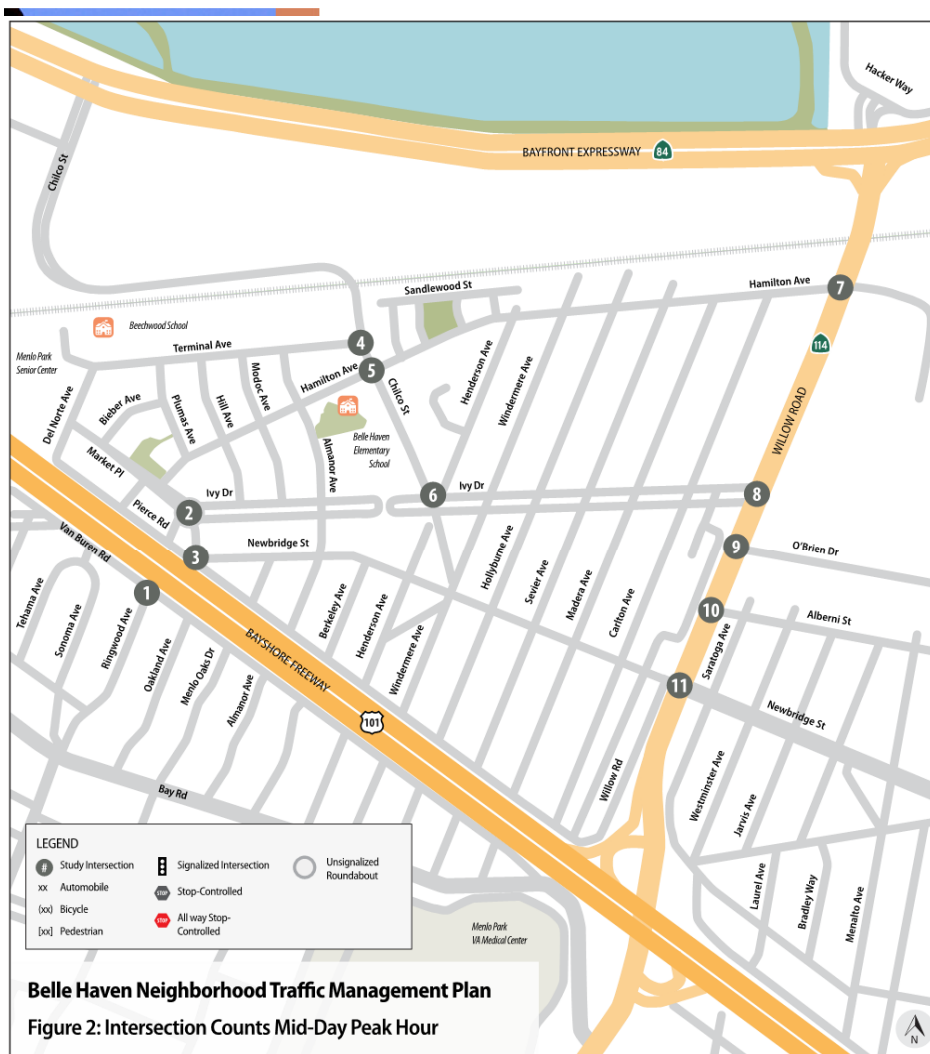 Hacker Way
BAYFRONT EXPRESSWAY
84
Chilco St
Sandlewood St
Hamilton Ave
7
Beechwood School
Menlo Park
Senior Center
Terminal Ave
4
5
114
Del Norte Ave
Bieber Ave
Plumas Ave
Hill Ave
Modoc Ave
Hamilton Ave
Chilco St
Henderson Ave
Windermere Ave
WILLOW ROAD
Belle Haven
Elementary
School
Almanor Ave
Market Pl
Pierce Rd
2
Ivy Dr
6
Ivy Dr
8
3
Newbridge St
9
O'Brien Dr
Van Buren Rd
1
Tehama Ave
Sonoma Ave
Ringwood Ave
Oakland Ave
Menlo Oaks Dr
Almanor Ave
BAYSHORE FREEWAY
101
Berkeley Ave
Henderson Ave
Windermere Ave
Hollyburne Ave
Sevier Ave
Madera Ave
Carlton Ave
10
Alberni St
Saratoga Ave
11
Newbridge St
Willow Rd
Westminster Ave
Jarvis Ave
Laurel Ave
Bradley Way
Menalto Ave
Bay Rd
Menlo Park
VA Medical Center
LEGEND
# Study Intersection
xx Automobile
(xx) Bicycle
[xx] Pedestrian
Signalized Intersection
STOP Stop-Controlled
STOP All way Stop-
Controlled
Unsignalized
Roundabout
Belle Haven Neighborhood Traffic Management Plan
Figure 2: Intersection Counts Mid-Day Peak Hour
N